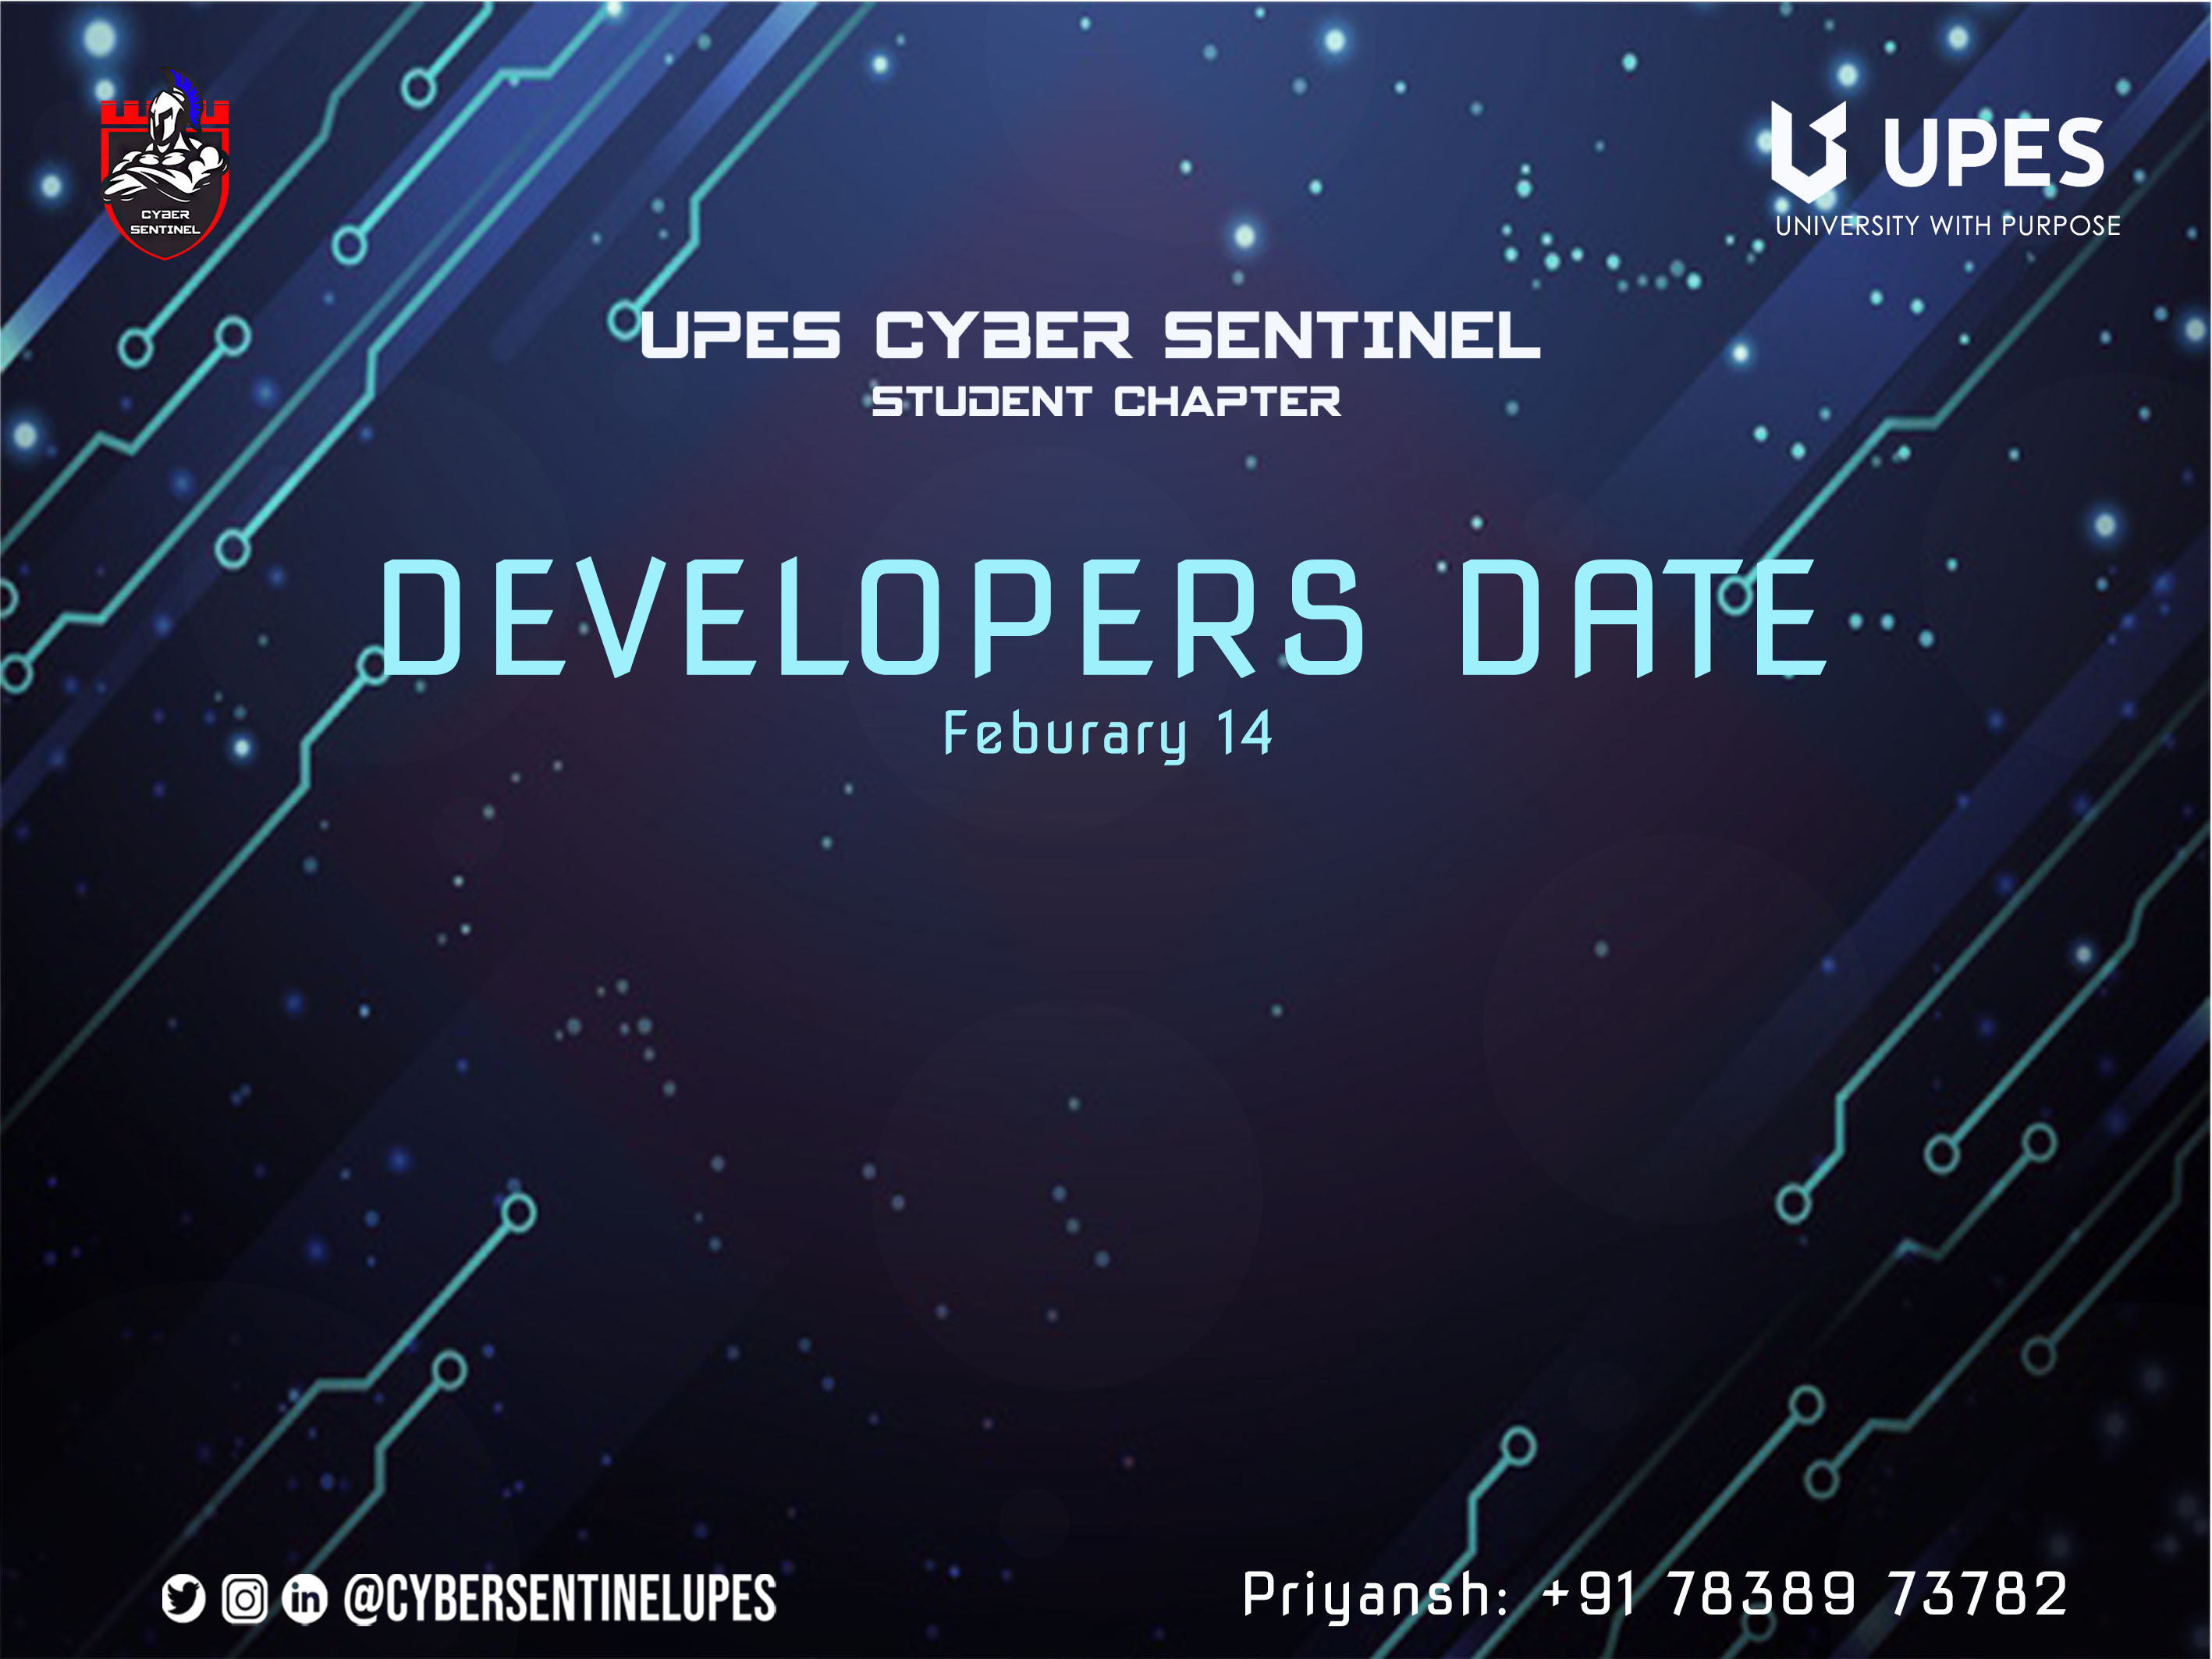 CYBER
SENTINEL
UPES
UNIVERSITY WITH PURPOSE
UPES CYBER SENTINEL
STUDENT CHAPTER
DEVELOPERS DATE
Feburary 14
@CYBERSENTINELUPES
Priyansh: +91 78389 73782